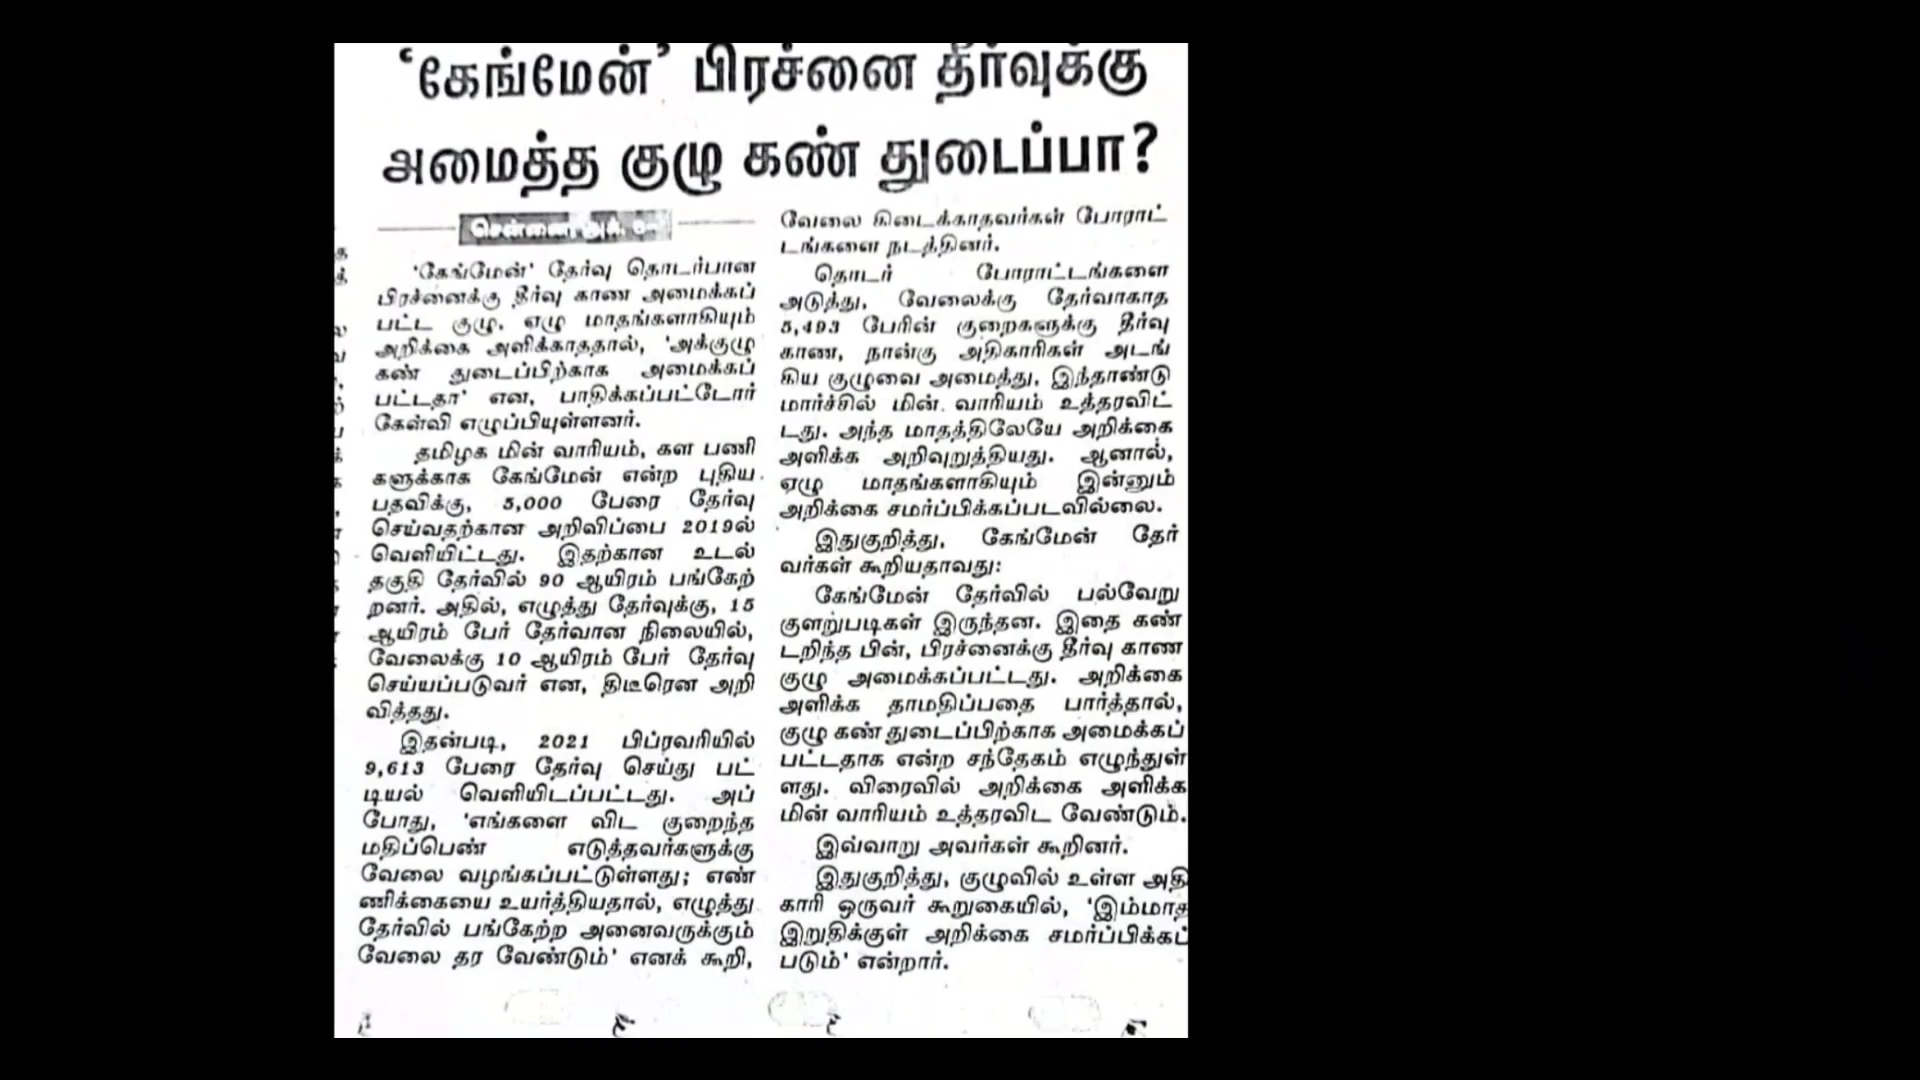 ‘கேங்மேன்’ பிரச்னை தீர்வுக்கு
அமைத்த குழு கண் துடைப்பா?
சென்னை, அக்.
'கேங்மேன்' தேர்வு தொடர்பான
பிரச்னைக்கு தீர்வு காண அமைக்கப்
பட்ட குழு, ஏழு மாதங்களாகியும்
அறிக்கை அளிக்காததால், 'அக்குழு
கண் துடைப்பிற்காக அமைக்கப்
பட்டதா' என, பாதிக்கப்பட்டோர்
கேள்வி எழுப்பியுள்ளனர்.
தமிழக மின் வாரியம், கள பணி
களுக்காக கேங்மேன் என்ற புதிய
பதவிக்கு, 5,000 பேரை தேர்வு
செய்வதற்கான அறிவிப்பை 2019ல்
வெளியிட்டது. இதற்கான உடல்
தகுதி தேர்வில் 90 ஆயிரம் பங்கேற்
றனர். அதில், எழுத்து தேர்வுக்கு, 15
ஆயிரம் பேர் தேர்வான நிலையில்,
வேலைக்கு 10 ஆயிரம் பேர் தேர்வு
செய்யப்படுவர் என, திடீரென அறி
வித்தது.
இதன்படி, 2021 பிப்ரவரியில்
9,613 பேரை தேர்வு செய்து பட்
டியல் வெளியிடப்பட்டது. அப்
போது, 'எங்களை விட குறைந்த
மதிப்பெண் எடுத்தவர்களுக்கு
வேலை வழங்கப்பட்டுள்ளது; எண்
ணிக்கையை உயர்த்தியதால், எழுத்து
தேர்வில் பங்கேற்ற அனைவருக்கும்
வேலை தர வேண்டும்' எனக் கூறி,
வேலை கிடைக்காதவர்கள் போராட்
டங்களை நடத்தினர்.
தொடர் போராட்டங்களை
அடுத்து, வேலைக்கு தேர்வாகாத
5,493 பேரின் குறைகளுக்கு தீர்வு
காண, நான்கு அதிகாரிகள் அடங்
கிய குழுவை அமைத்து, இந்தாண்டு
மார்ச்சில் மின் வாரியம் உத்தரவிட்
டது. அந்த மாதத்திலேயே அறிக்கை
அளிக்க அறிவுறுத்தியது. ஆனால்,
ஏழு மாதங்களாகியும் இன்னும்
அறிக்கை சமர்ப்பிக்கப்படவில்லை.
இதுகுறித்து, கேங்மேன் தேர்
வர்கள் கூறியதாவது:
கேங்மேன் தேர்வில் பல்வேறு
குளறுபடிகள் இருந்தன. இதை கண்
டறிந்த பின், பிரச்னைக்கு தீர்வு காண
குழு அமைக்கப்பட்டது. அறிக்கை
அளிக்க தாமதிப்பதை பார்த்தால்,
குழு கண் துடைப்பிற்காக அமைக்கப்
பட்டதாக என்ற சந்தேகம் எழுந்துள்
ளது. விரைவில் அறிக்கை அளிக்க
மின் வாரியம் உத்தரவிட வேண்டும்.
இவ்வாறு அவர்கள் கூறினர்.
இதுகுறித்து, குழுவில் உள்ள அதி
காரி ஒருவர் கூறுகையில், 'இம்மாத
இறுதிக்குள் அறிக்கை சமர்ப்பிக்கப்
படும்' என்றார்.